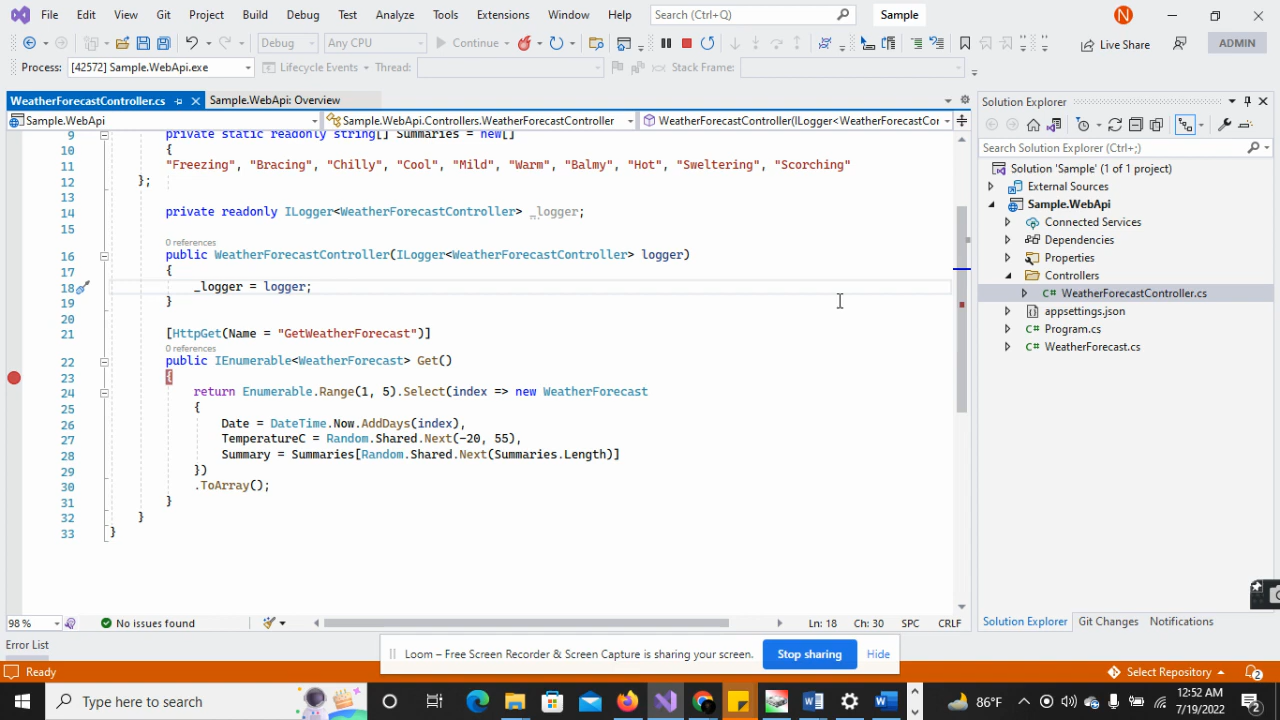 File Edit View Git Project Build Debug Test Analyze Tools Extensions Window Help Search (Ctrl+Q) Sample N
Debug Any CPU Continue Live Share ADMIN
Process: [42572] Sample.WebApi.exe Lifecycle Events Thread: Stack Frame:
WeatherForecastController.cs Sample.WebApi: Overview
Sample.WebApi Sample.WebApi.Controllers.WeatherForecastController WeatherForecastController(ILogger<WeatherForecastCor
9 private static readonly string[] Summaries = new[]
10 {
11 "Freezing", "Bracing", "Chilly", "Cool", "Mild", "Warm", "Balmy", "Hot", "Sweltering", "Scorching"
12 };
13
14 private readonly ILogger<WeatherForecastController> _logger;
15
0 references
16 public WeatherForecastController(ILogger<WeatherForecastController> logger)
17 {
18 _logger = logger;
19 }
20
21 [HttpGet(Name = "GetWeatherForecast")]
0 references
22 public IEnumerable<WeatherForecast> Get()
23 {
24 return Enumerable.Range(1, 5).Select(index => new WeatherForecast
25 {
26 Date = DateTime.Now.AddDays(index),
27 TemperatureC = Random.Shared.Next(-20, 55),
28 Summary = Summaries[Random.Shared.Next(Summaries.Length)]
29 })
30 .ToArray();
31 }
32 }
33 }
98 % No issues found Ln: 18 Ch: 30 SPC CRLF
Error List
Solution Explorer
Search Solution Explorer (Ctrl+;)
Solution 'Sample' (1 of 1 project)
External Sources
Sample.WebApi
Connected Services
Dependencies
Properties
Controllers
C# WeatherForecastController.cs
appsettings.json
C# Program.cs
C# WeatherForecast.cs
Solution Explorer Git Changes Notifications
Loom – Free Screen Recorder & Screen Capture is sharing your screen. Stop sharing Hide
Ready Select Repository 2
Type here to search 86°F 12:52 AM
7/19/2022 2